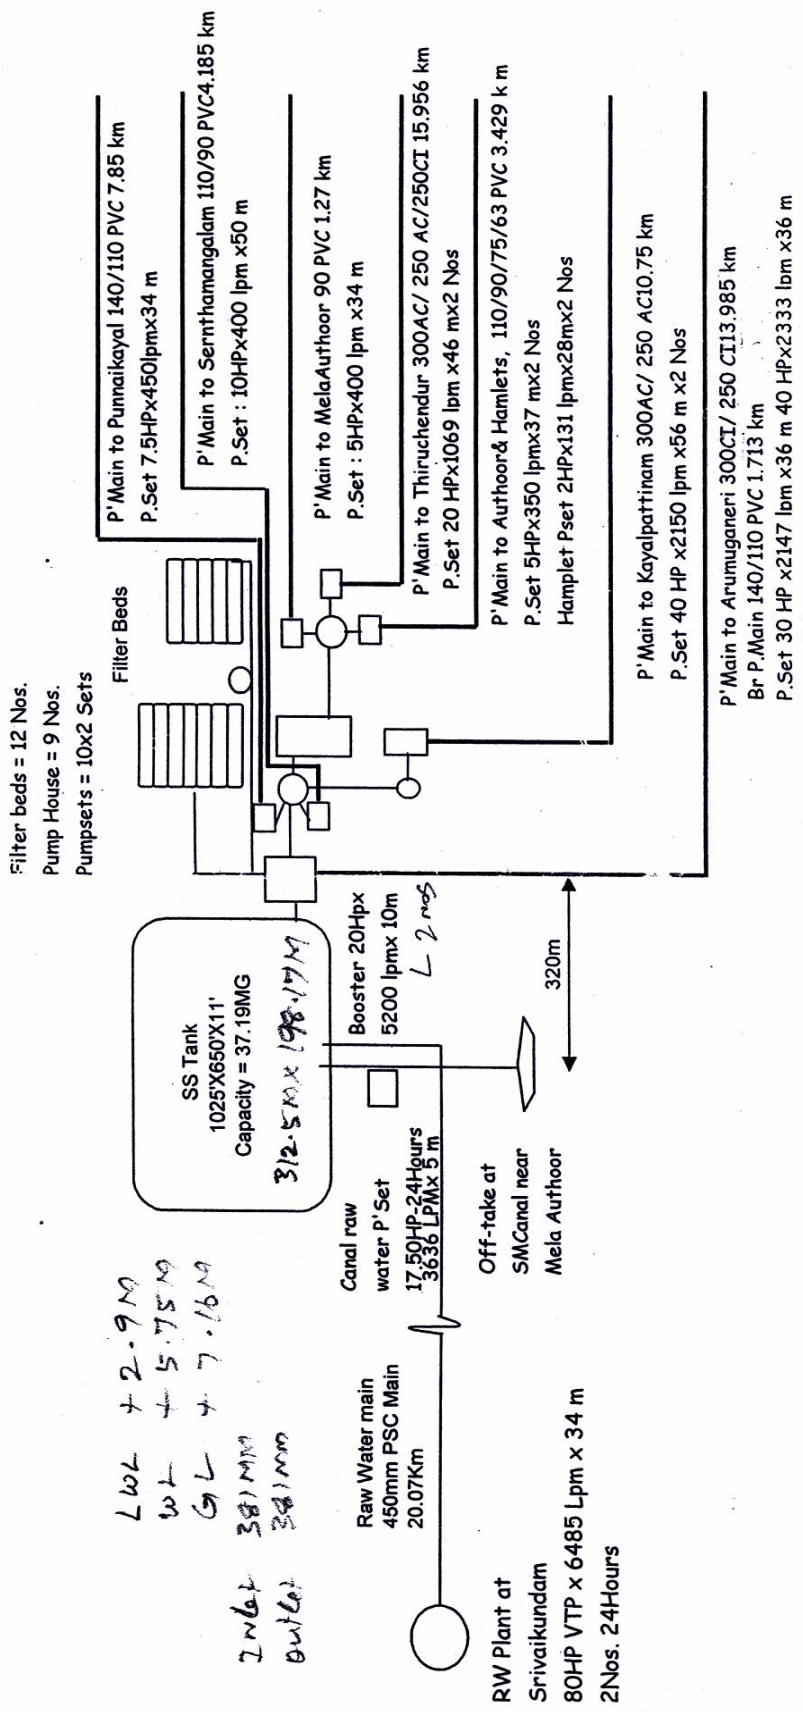 Filter beds = 12 Nos.
Pump House = 9 Nos.
Pumpsets = 10x2 Sets
Filter Beds
P'Main to Punnaikayal 140/110 PVC 7.85 km
P.Set 7.5HPx450lpmx34 m
P'Main to Sernthamangalam 110/90 PVC4.185 km
P.Set : 10HPx400 lpm x50 m
P'Main to MelaAuthoor 90 PVC 1.27 km
P.Set : 5HPx400 lpm x34 m
P'Main to Thiruchendur 300AC/ 250 AC/250CI 15.956 km
P.Set 20 HPx1069 lpm x46 mx2 Nos
P'Main to Authoor& Hamlets, 110/90/75/63 PVC 3.429 k m
P.Set 5HPx350 lpmx37 mx2 Nos
Hamplet Pset 2HPx131 lpmx28mx2 Nos
P'Main to Kayalpattinam 300AC/ 250 AC10.75 km
P.Set 40 HP x2150 lpm x56 m x2 Nos
P'Main to Arumuganeri 300CI/ 250 CI13.985 km
Br P.Main 140/110 PVC 1.713 km
P.Set 30 HP x2147 lbm x36 m 40 HPx2333 lbm x36 m
SS Tank
1025'X650'X11'
Capacity = 37.19MG
312.5M x 198.17M
Booster 20Hpx
5200 lpmx 10m
L 2 nos
320m
Canal raw
water P'Set
17.50HP-24Hours
3636 LPMx 5 m
Off-take at
SMCanal near
Mela Authoor
LWL + 2.9M
WL + 5.75M
GL + 7.16M
Inlet 381MM
Outlet 381MM
Raw Water main
450mm PSC Main
20.07Km
RW Plant at
Srivaikundam
80HP VTP x 6485 Lpm x 34 m
2Nos. 24Hours